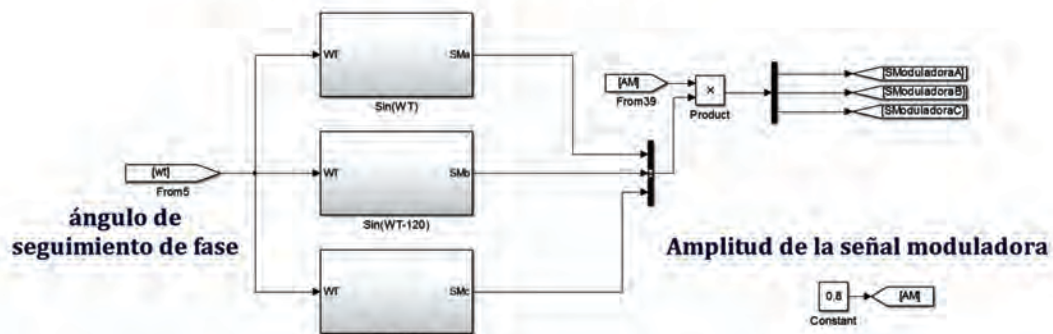 WT
SMa
Sin(WT)
[AM]
From39
×
Product
[SModuladoraA]
[SModuladoraB]
[SModuladoraC]
[wt]
From5
WT
SMb
Sin(WT-120)
ángulo de
seguimiento de fase
WT
SMc
Amplitud de la señal moduladora
0,8
Constant
[AM]